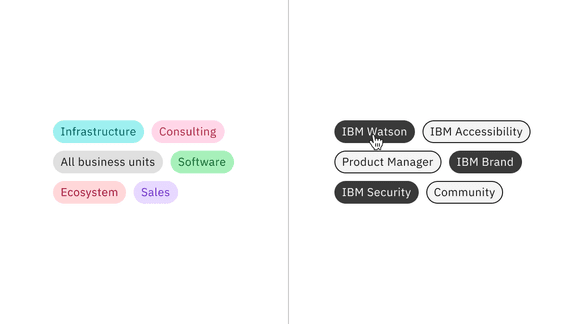 Infrastructure Consulting
All business units Software
Ecosystem Sales
IBM Watson IBM Accessibility
Product Manager IBM Brand
IBM Security Community